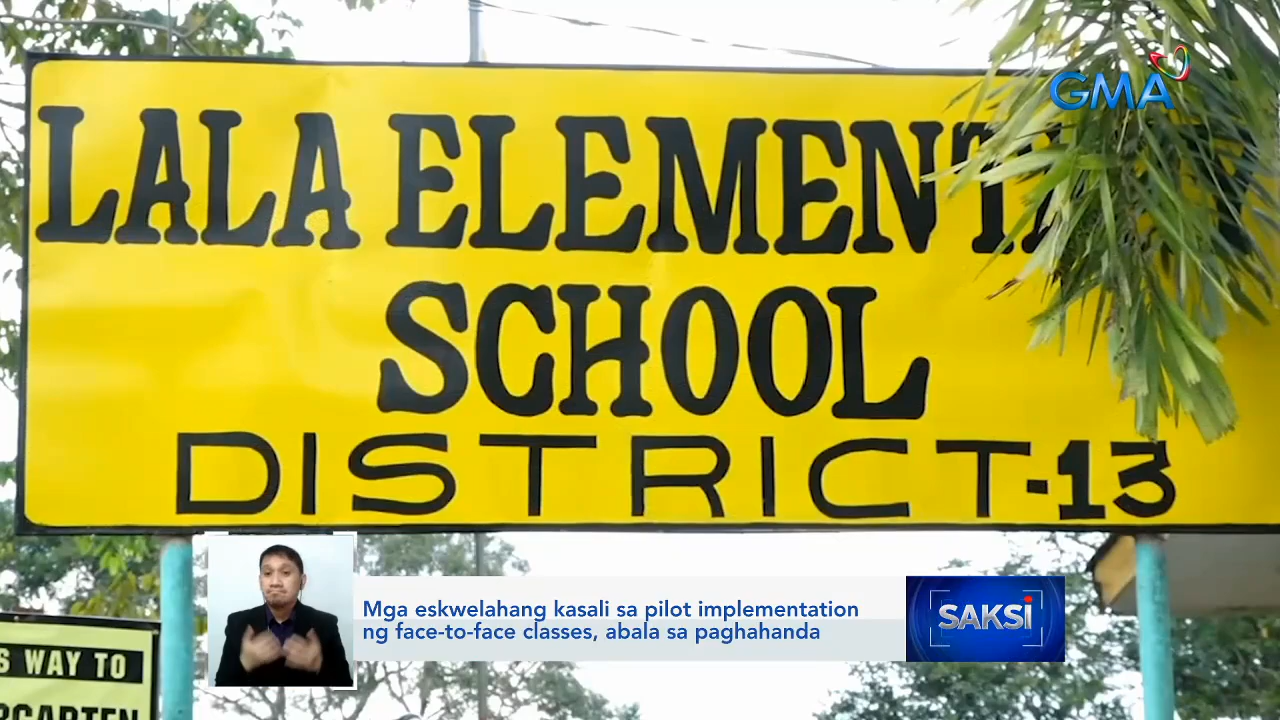 GMA
LALA ELEMENT
SCHOOL
DISTRICT-13
Mga eskwelahang kasali sa pilot implementation
ng face-to-face classes, abala sa paghahanda
SAKSi
S WAY TO